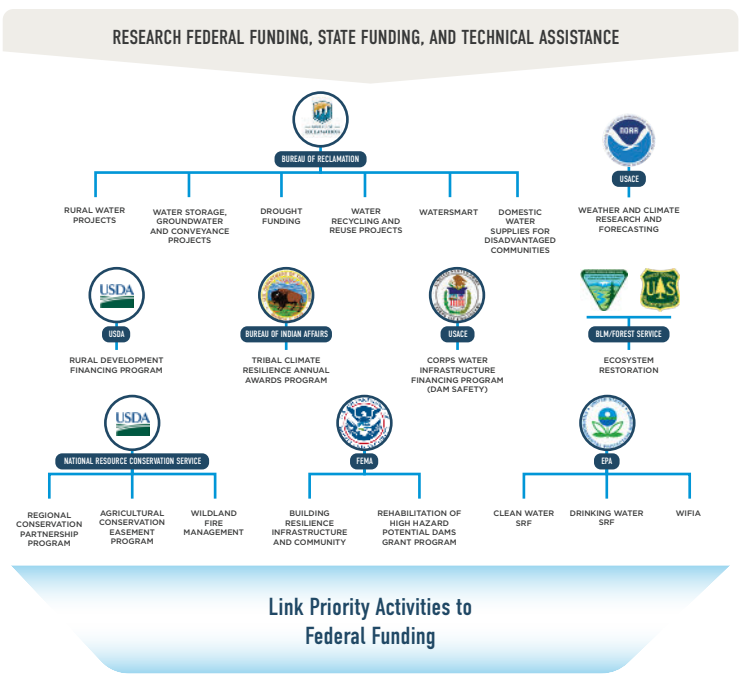 RESEARCH FEDERAL FUNDING, STATE FUNDING, AND TECHNICAL ASSISTANCE
BUREAU OF RECLAMATION
NOAA
USACE
RURAL WATER
PROJECTS
WATER STORAGE,
GROUNDWATER
AND CONVEYANCE
PROJECTS
DROUGHT
FUNDING
WATER
RECYCLING AND
REUSE PROJECTS
WATERSMART
DOMESTIC
WATER
SUPPLIES FOR
DISADVANTAGED
COMMUNITIES
WEATHER AND CLIMATE
RESEARCH AND
FORECASTING
USDA
USDA
RURAL DEVELOPMENT
FINANCING PROGRAM
BUREAU OF INDIAN AFFAIRS
TRIBAL CLIMATE
RESILIENCE ANNUAL
AWARDS PROGRAM
USACE
CORPS WATER
INFRASTRUCTURE
FINANCING PROGRAM
(DAM SAFETY)
UAS
BLM/FOREST SERVICE
ECOSYSTEM
RESTORATION
USDA
NATIONAL RESOURCE CONSERVATION SERVICE
REGIONAL
CONSERVATION
PARTNERSHIP
PROGRAM
AGRICULTURAL
CONSERVATION
EASEMENT
PROGRAM
WILDLAND
FIRE
MANAGEMENT
FEMA
BUILDING
RESILIENCE
INFRASTRUCTURE
AND COMMUNITY
REHABILITATION OF
HIGH HAZARD
POTENTIAL DAMS
GRANT PROGRAM
EPA
CLEAN WATER
SRF
DRINKING WATER
SRF
WIFIA
Link Priority Activities to
Federal Funding